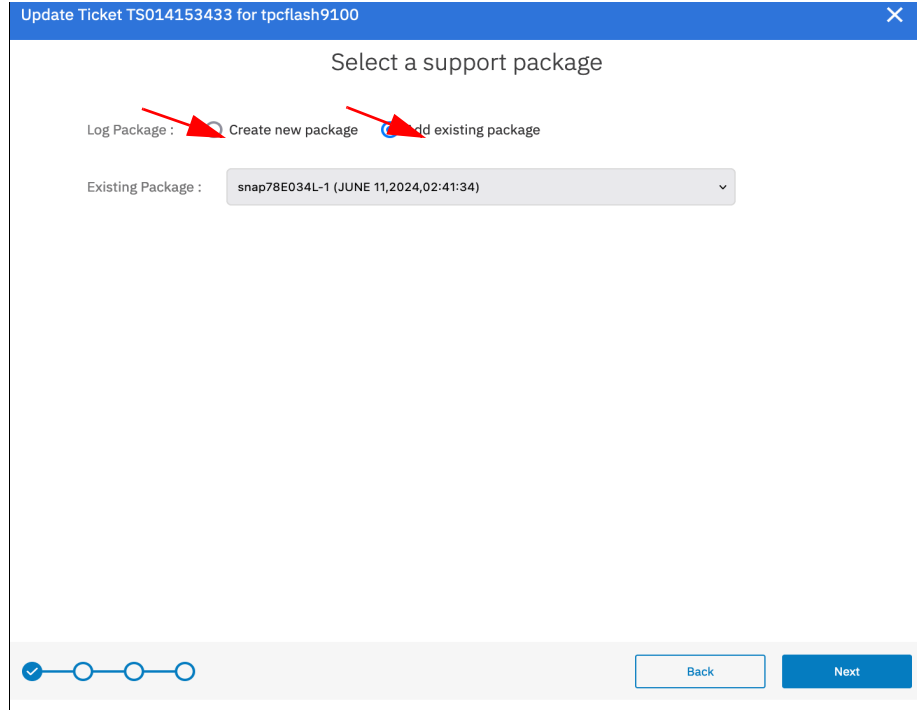 Update Ticket TS014153433 for tpcflash9100
Select a support package
Log Package : Create new package Add existing package
Existing Package : snap78E034L-1 (JUNE 11,2024,02:41:34)
Back Next